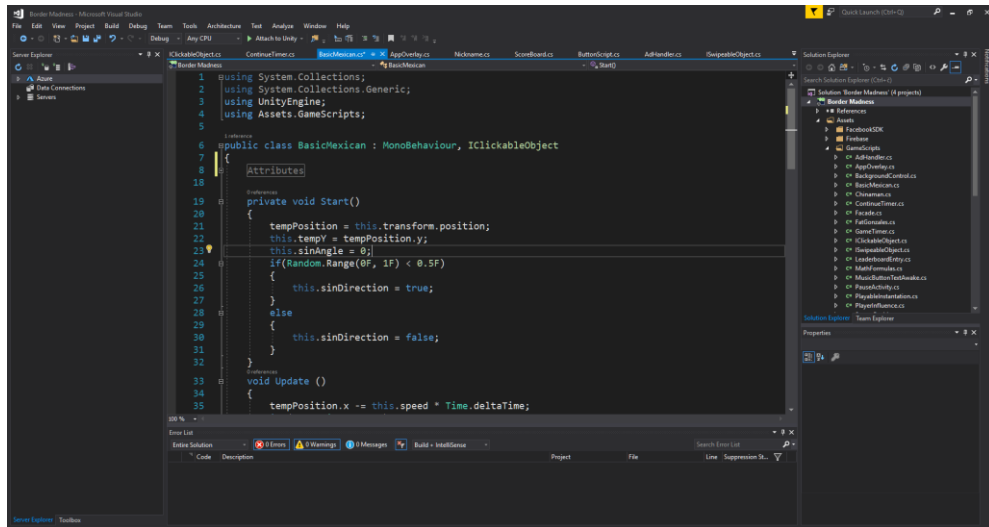 Border Madness - Microsoft Visual Studio
Quick Launch (Ctrl+Q)
File Edit View Project Build Debug Team Tools Architecture Test Analyze Window Help
Debug Any CPU Attach to Unity
Server Explorer
Azure
Data Connections
Servers
IClickableObject.cs ContinueTimer.cs BasicMexican.cs* AppOverlay.cs Nickname.cs ScoreBoard.cs ButtonScript.cs AdHandler.cs ISwipeableObject.cs
Border Madness BasicMexican Start()
1 using System.Collections;
2 using System.Collections.Generic;
3 using UnityEngine;
4 using Assets.GameScripts;
5
1 reference
6 public class BasicMexican : MonoBehaviour, IClickableObject
7 {
8 Attributes
18
0 references
19 private void Start()
20 {
21 tempPosition = this.transform.position;
22 this.tempY = tempPosition.y;
23 this.sinAngle = 0;
24 if(Random.Range(0F, 1F) < 0.5F)
25 {
26 this.sinDirection = true;
27 }
28 else
29 {
30 this.sinDirection = false;
31 }
32 }
0 references
33 void Update ()
34 {
35 tempPosition.x -= this.speed * Time.deltaTime;
100 %
Error List
Entire Solution 0 Errors 0 Warnings 0 Messages Build + IntelliSense Search Error List
Code Description Project File Line Suppression St...
Server Explorer Toolbox
Solution Explorer
Search Solution Explorer (Ctrl+č)
Solution 'Border Madness' (4 projects)
Border Madness
References
Assets
FacebookSDK
Firebase
GameScripts
C# AdHandler.cs
C# AppOverlay.cs
C# BackgroundControl.cs
C# BasicMexican.cs
C# Chinaman.cs
C# ContinueTimer.cs
C# Facade.cs
C# FatGonzales.cs
C# GameTimer.cs
C# IClickableObject.cs
C# ISwipeableObject.cs
C# LeaderboardEntry.cs
C# MathFormulas.cs
C# MusicButtonTextAwake.cs
C# PauseActivity.cs
C# PlayableInstantation.cs
C# PlayerInfluence.cs
Solution Explorer Team Explorer
Properties